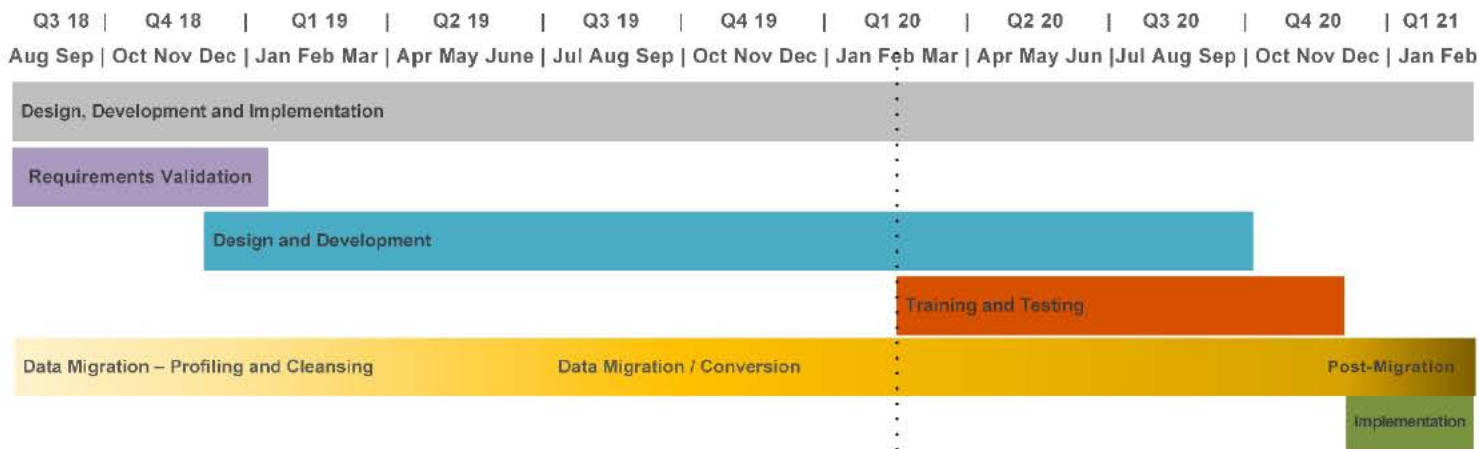 Q3 18 | Q4 18 | Q1 19 | Q2 19 | Q3 19 | Q4 19 | Q1 20 | Q2 20 | Q3 20 | Q4 20 | Q1 21
Aug Sep | Oct Nov Dec | Jan Feb Mar | Apr May June | Jul Aug Sep | Oct Nov Dec | Jan Feb Mar | Apr May Jun |Jul Aug Sep | Oct Nov Dec | Jan Feb
Design, Development and Implementation
Requirements Validation
Design and Development
Training and Testing
Data Migration – Profiling and Cleansing Data Migration / Conversion Post-Migration
Implementation